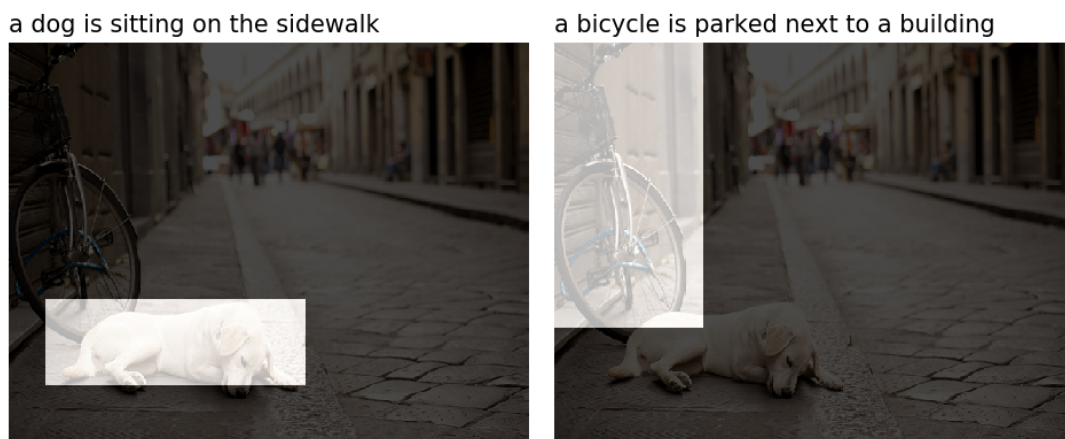 a dog is sitting on the sidewalk
a bicycle is parked next to a building